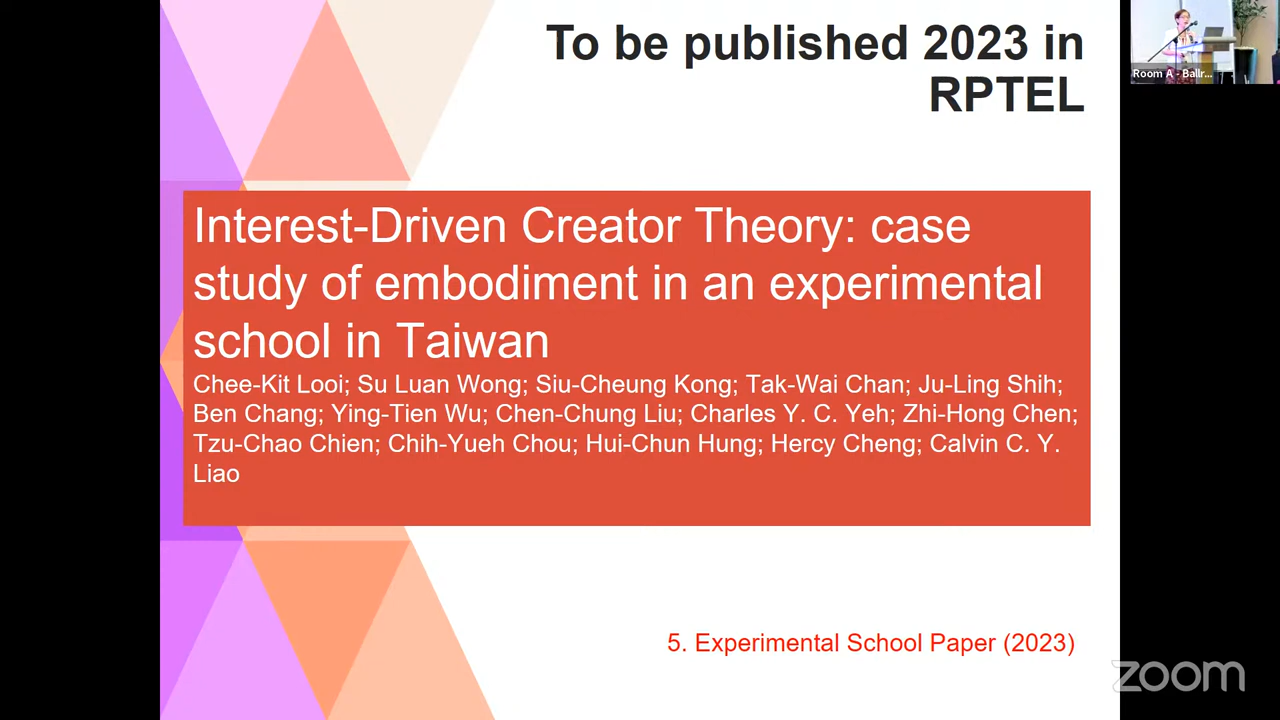 To be published 2023 in
RPTEL
Room A - Ballr...
Interest-Driven Creator Theory: case
study of embodiment in an experimental
school in Taiwan
Chee-Kit Looi; Su Luan Wong; Siu-Cheung Kong; Tak-Wai Chan; Ju-Ling Shih;
Ben Chang; Ying-Tien Wu; Chen-Chung Liu; Charles Y. C. Yeh; Zhi-Hong Chen;
Tzu-Chao Chien; Chih-Yueh Chou; Hui-Chun Hung; Hercy Cheng; Calvin C. Y.
Liao
5. Experimental School Paper (2023)
zoom